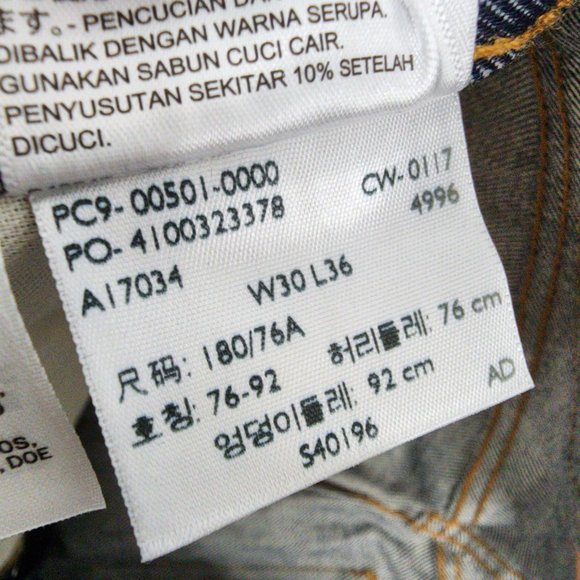 ます。- PENCUCIAN DA
DIBALIK DENGAN WARNA SERUPA.
GUNAKAN SABUN CUCI CAIR.
PENYUSUTAN SEKITAR 10% SETELAH
DICUCI.
PC9- 00501-0000 CW-0117
PO- 4100323378 4996
A17034
W30 L36
尺码: 180/76A
호칭: 76-92 허리둘레: 76 cm
엉덩이둘레: 92 cm AD
S40196
OS,
, DOE